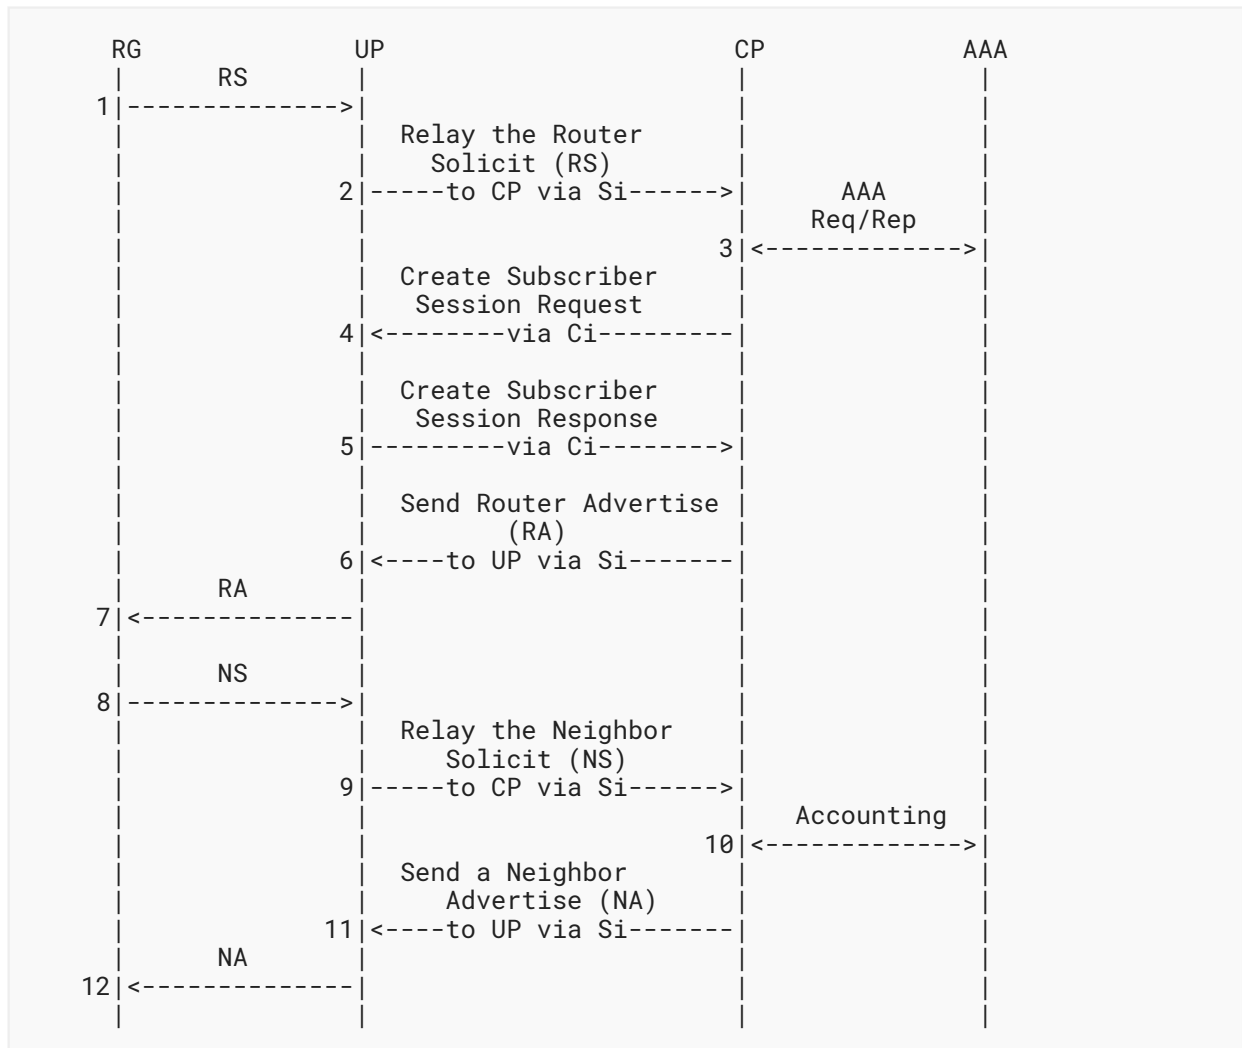 RG UP CP AAA
RS
1|-------------->|
Relay the Router
Solicit (RS)
2|-----to CP via Si------>| AAA
Req/Rep
3|<------------->|
Create Subscriber
Session Request
4|<--------via Ci---------|
Create Subscriber
Session Response
5|---------via Ci-------->|
Send Router Advertise
(RA)
6|<----to UP via Si-------|
RA
7|<--------------|
NS
8|-------------->|
Relay the Neighbor
Solicit (NS)
9|-----to CP via Si------>|
Accounting
10|<------------->|
Send a Neighbor
Advertise (NA)
11|<----to UP via Si-------|
NA
12|<--------------|